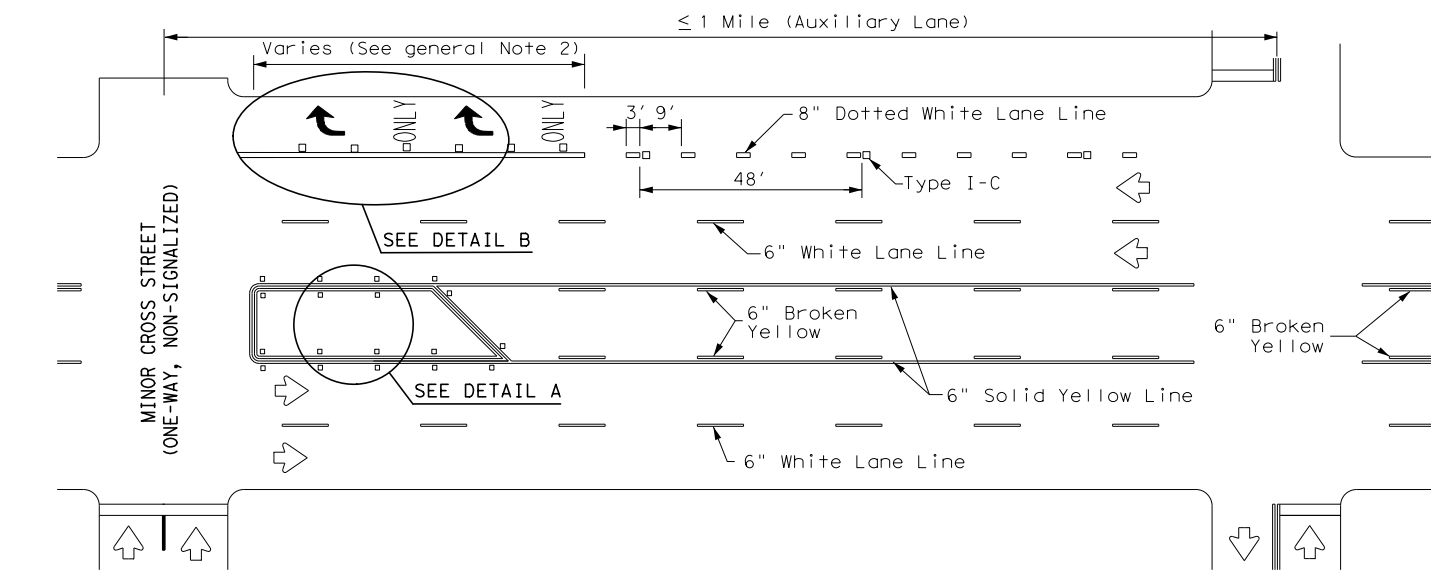 ≤ 1 Mile (Auxiliary Lane)
Varies (See general Note 2)
ONLY
ONLY
3' 9'
8" Dotted White Lane Line
48'
Type I-C
SEE DETAIL B
6" White Lane Line
MINOR CROSS STREET
(ONE-WAY, NON-SIGNALIZED)
6" Broken
Yellow
6" Broken
Yellow
SEE DETAIL A
6" Solid Yellow Line
6" White Lane Line